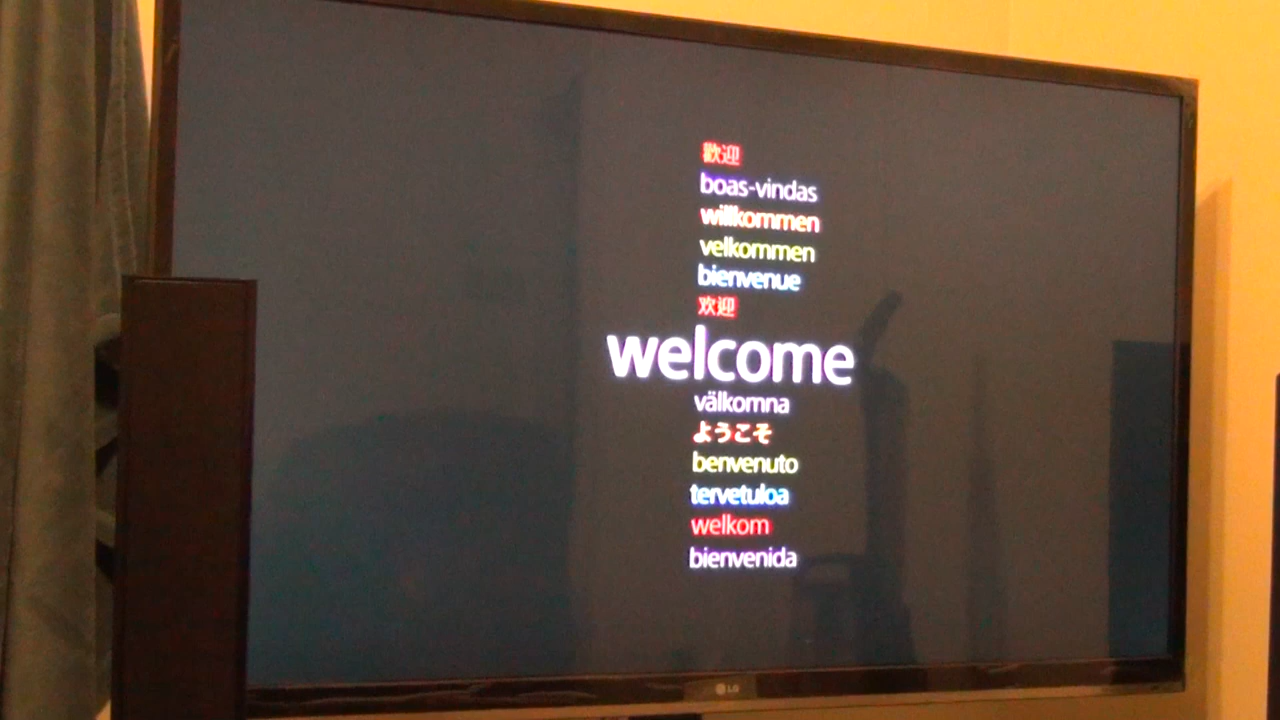 歡迎
boas-vindas
willkommen
velkommen
bienvenue
欢迎
welcome
välkomna
ようこそ
benvenuto
tervetuloa
welkom
bienvenida
LG